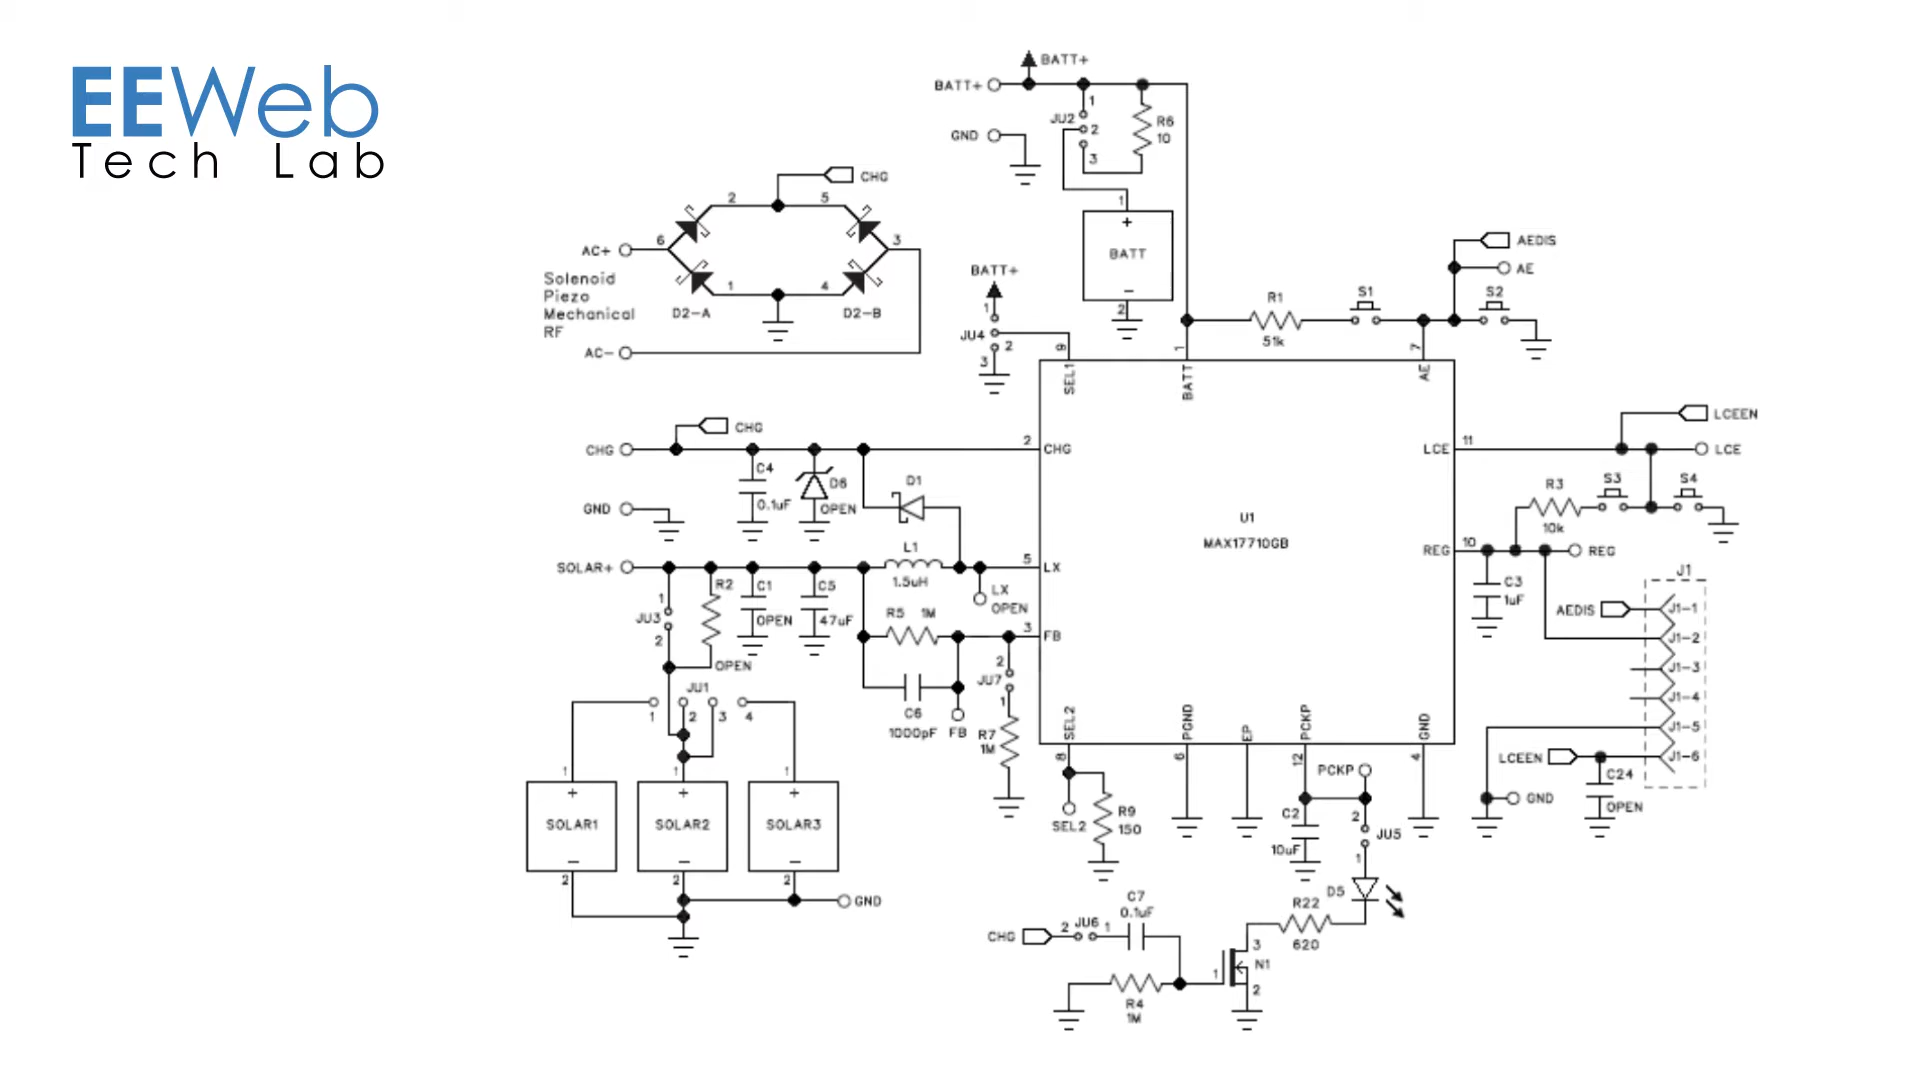 EEWeb
Tech Lab
BATT+
BATT+
GND
JU2
1
2
3
R6
10
1
+
BATT
−
2
CHG
2
5
AC+
6
3
1
4
Solenoid
Piezo
Mechanical
RF
D2-A
D2-B
AC−
BATT+
1
JU4
2
3
9
1
7
R1
51k
S1
S2
AEDIS
AE
SEL1
BATT
AE
CHG
CHG
2
CHG
C4
0.1uF
D6
OPEN
GND
D1
SOLAR+
L1
1.5uH
5
LX
LX
OPEN
1
JU3
2
R2
OPEN
C1
OPEN
C5
47uF
R5
1M
3
FB
C6
1000pF
FB
2
JU7
1
R7
1M
U1
MAX17710GB
LCE
11
LCEEN
LCE
R3
10k
S3
S4
REG
10
REG
C3
1uF
J1
AEDIS
J1-1
J1-2
J1-3
J1-4
J1-5
J1-6
LCEEN
C24
OPEN
GND
JU1
1
2
3
4
1
1
1
+
+
+
SOLAR1
SOLAR2
SOLAR3
−
−
−
2
2
2
GND
SEL2
PGND
EP
PCKP
GND
8
6
12
4
SEL2
R9
150
PCKP
C2
10uF
2
JU5
1
D5
R22
620
CHG
2
JU6
1
C7
0.1uF
R4
1M
1
3
N1
2